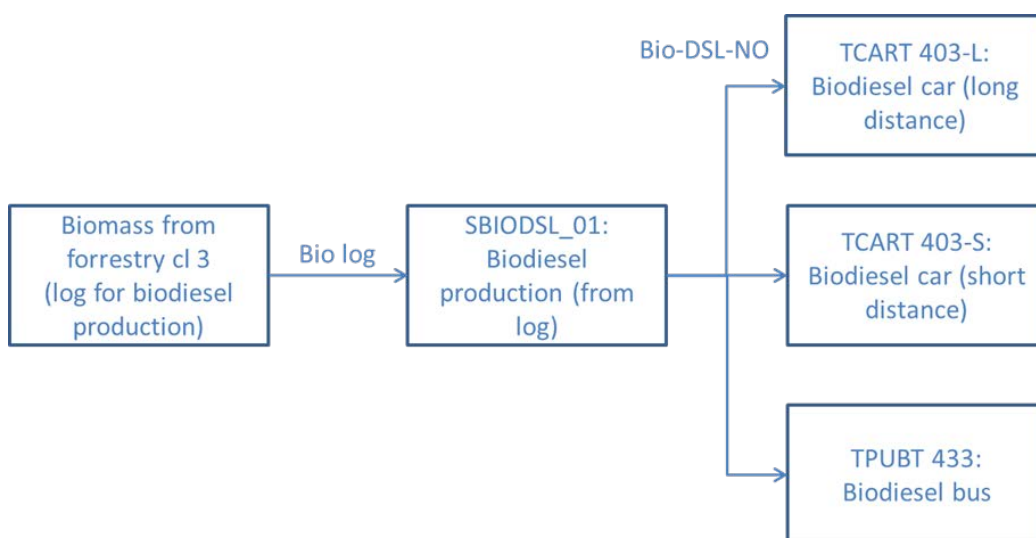 Biomass from
forrestry cl 3
(log for biodiesel
production)
Bio log
SBIODSL_01:
Biodiesel
production (from
log)
Bio-DSL-NO
TCART 403-L:
Biodiesel car (long
distance)
TCART 403-S:
Biodiesel car (short
distance)
TPUBT 433:
Biodiesel bus